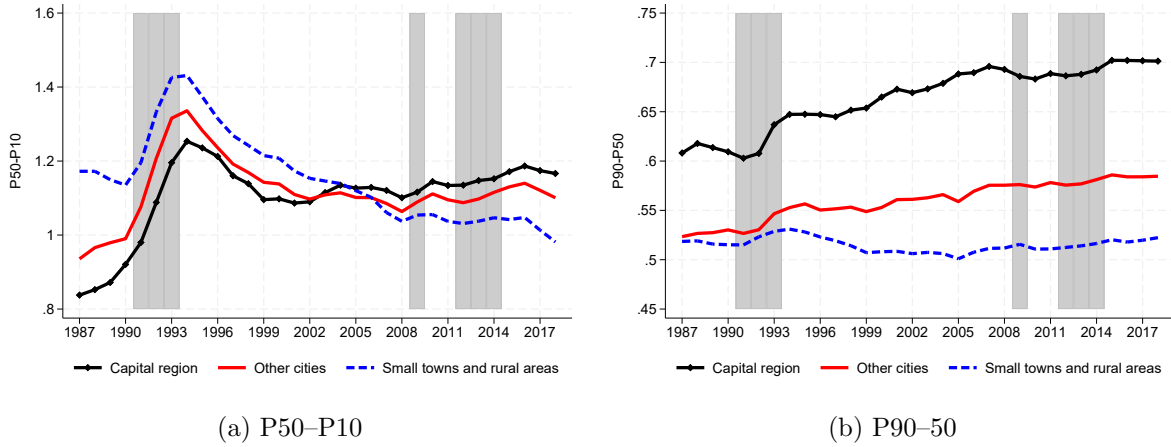 1.6
1.4
1.2
1
.8
P50-P10
1987 1990 1993 1996 1999 2002 2005 2008 2011 2014 2017
Capital region Other cities Small towns and rural areas
(a) P50–P10
.75
.7
.65
.6
.55
.5
.45
P90-P50
1987 1990 1993 1996 1999 2002 2005 2008 2011 2014 2017
Capital region Other cities Small towns and rural areas
(b) P90–50